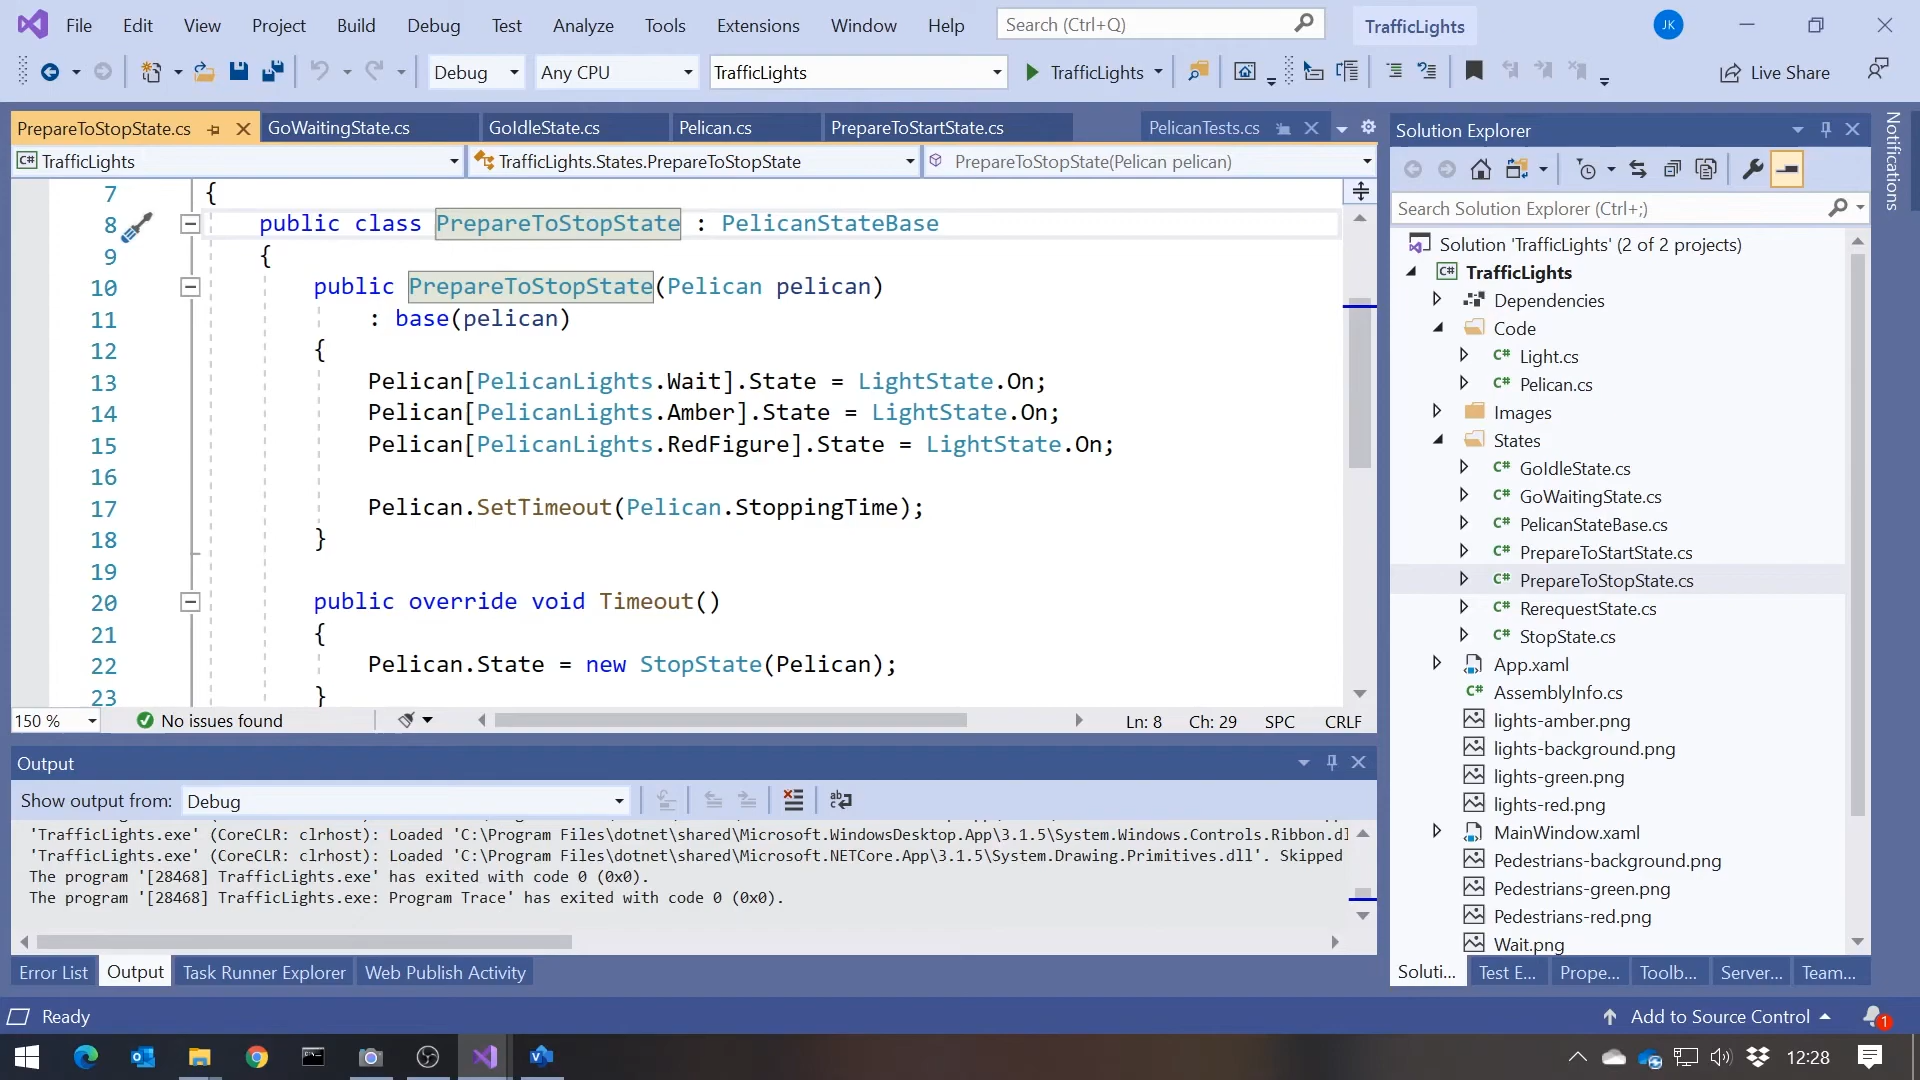 File Edit View Project Build Debug Test Analyze Tools Extensions Window Help Search (Ctrl+Q) TrafficLights JK
Debug Any CPU TrafficLights TrafficLights Live Share
PrepareToStopState.cs GoWaitingState.cs GoIdleState.cs Pelican.cs PrepareToStartState.cs PelicanTests.cs
C# TrafficLights TrafficLights.States.PrepareToStopState PrepareToStopState(Pelican pelican)
7 {
8 public class PrepareToStopState : PelicanStateBase
9 {
10 public PrepareToStopState(Pelican pelican)
11 : base(pelican)
12 {
13 Pelican[PelicanLights.Wait].State = LightState.On;
14 Pelican[PelicanLights.Amber].State = LightState.On;
15 Pelican[PelicanLights.RedFigure].State = LightState.On;
16
17 Pelican.SetTimeout(Pelican.StoppingTime);
18 }
19
20 public override void Timeout()
21 {
22 Pelican.State = new StopState(Pelican);
23 }
150 % No issues found Ln: 8 Ch: 29 SPC CRLF
Output
Show output from: Debug
'TrafficLights.exe' (CoreCLR: clrhost): Loaded 'C:\Program Files\dotnet\shared\Microsoft.WindowsDesktop.App\3.1.5\System.Windows.Controls.Ribbon.dl
'TrafficLights.exe' (CoreCLR: clrhost): Loaded 'C:\Program Files\dotnet\shared\Microsoft.NETCore.App\3.1.5\System.Drawing.Primitives.dll'. Skipped
The program '[28468] TrafficLights.exe' has exited with code 0 (0x0).
The program '[28468] TrafficLights.exe: Program Trace' has exited with code 0 (0x0).
Error List Output Task Runner Explorer Web Publish Activity
Solution Explorer
Search Solution Explorer (Ctrl+;)
Solution 'TrafficLights' (2 of 2 projects)
C# TrafficLights
Dependencies
Code
C# Light.cs
C# Pelican.cs
Images
States
C# GoIdleState.cs
C# GoWaitingState.cs
C# PelicanStateBase.cs
C# PrepareToStartState.cs
C# PrepareToStopState.cs
C# RerequestState.cs
C# StopState.cs
App.xaml
C# AssemblyInfo.cs
lights-amber.png
lights-background.png
lights-green.png
lights-red.png
MainWindow.xaml
Pedestrians-background.png
Pedestrians-green.png
Pedestrians-red.png
Wait.png
Soluti... Test E... Prope... Toolb... Server... Team...
Notifications
Ready Add to Source Control 1
12:28